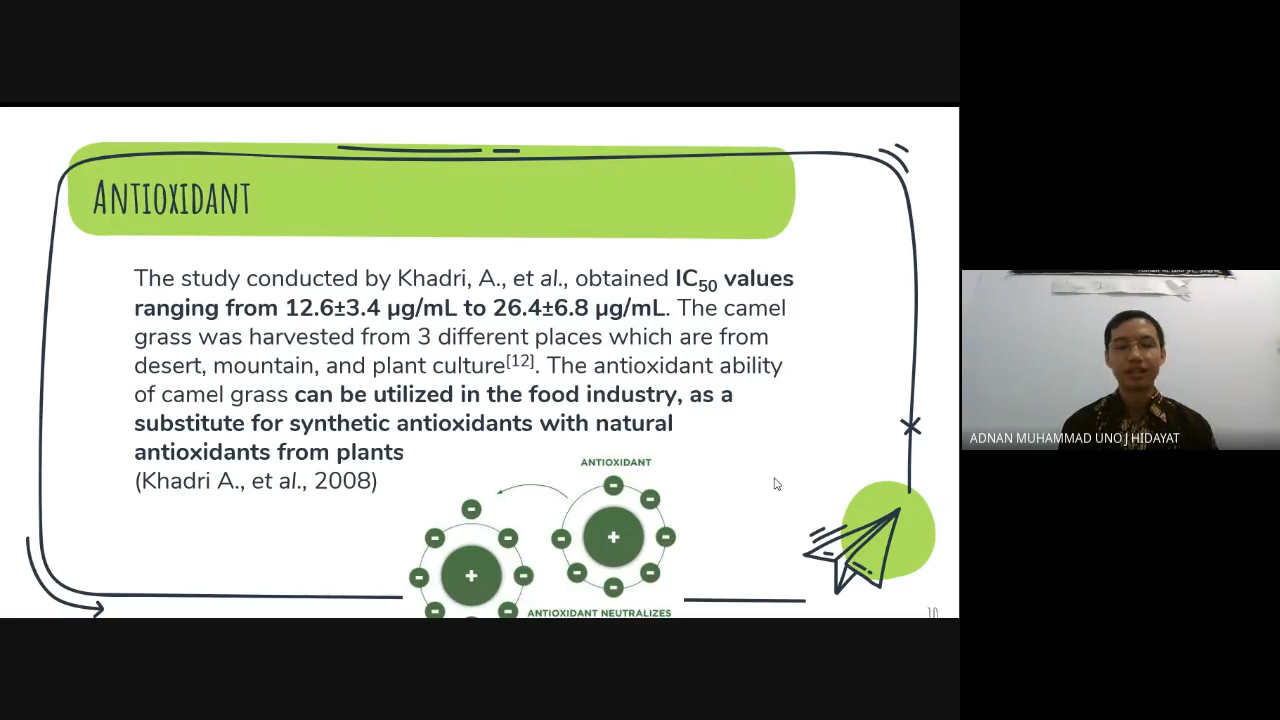 ANTIOXIDANT
The study conducted by Khadri, A., et al., obtained IC50 values
ranging from 12.6±3.4 µg/mL to 26.4±6.8 µg/mL. The camel
grass was harvested from 3 different places which are from
desert, mountain, and plant culture[12]. The antioxidant ability
of camel grass can be utilized in the food industry, as a
substitute for synthetic antioxidants with natural
antioxidants from plants
(Khadri A., et al., 2008)
ANTIOXIDANT
ANTIOXIDANT NEUTRALIZES
10
ADNAN MUHAMMAD UNO J HIDAYAT